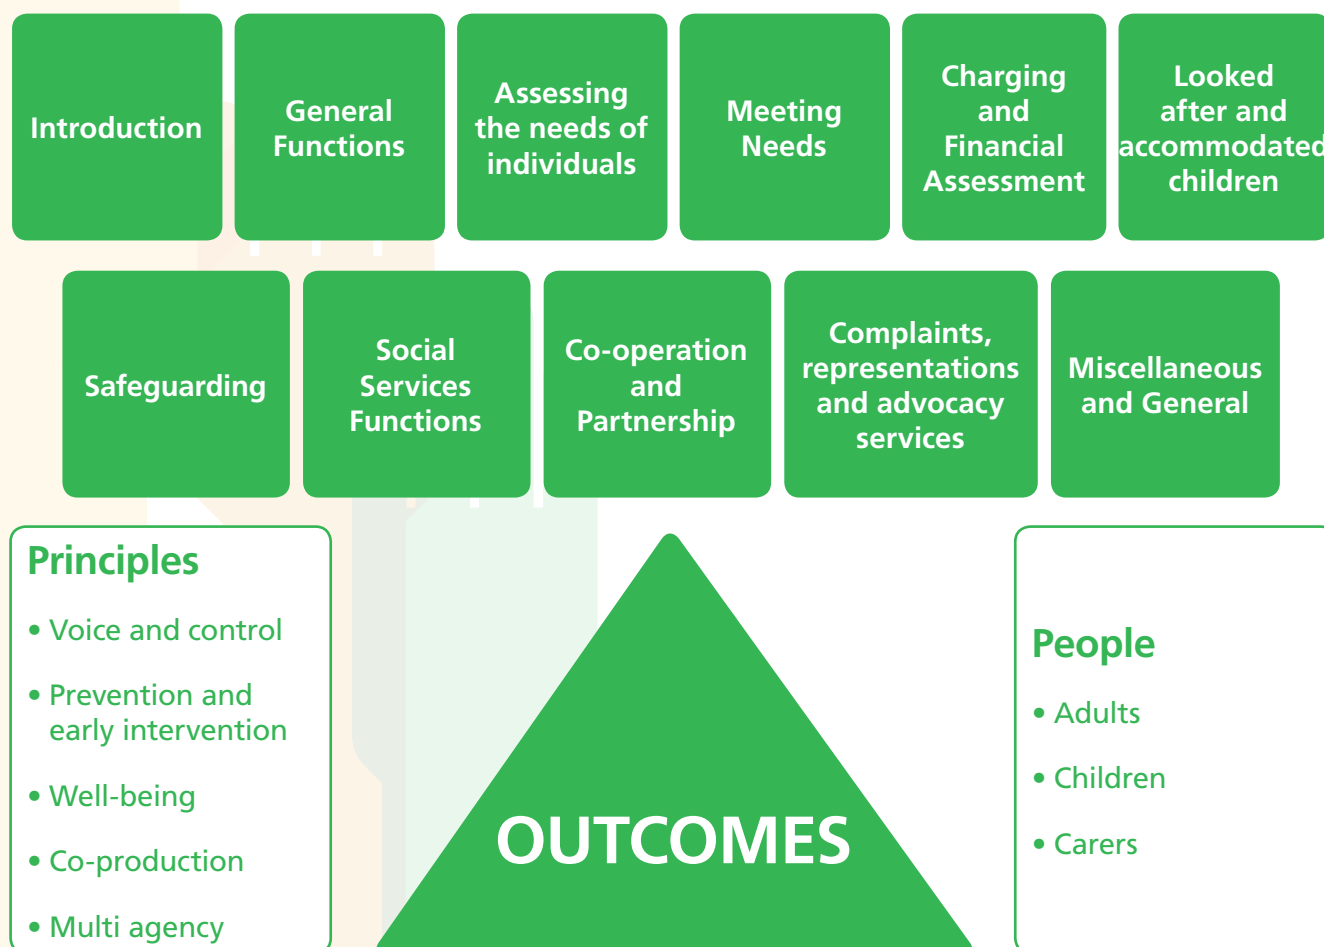 Introduction
General
Functions
Assessing
the needs of
individuals
Meeting
Needs
Charging
and
Financial
Assessment
Looked
after and
accommodated
children
Safeguarding
Social
Services
Functions
Co-operation
and
Partnership
Complaints,
representations
and advocacy
services
Miscellaneous
and General
Principles
• Voice and control
• Prevention and
early intervention
• Well-being
• Co-production
• Multi agency
OUTCOMES
People
• Adults
• Children
• Carers